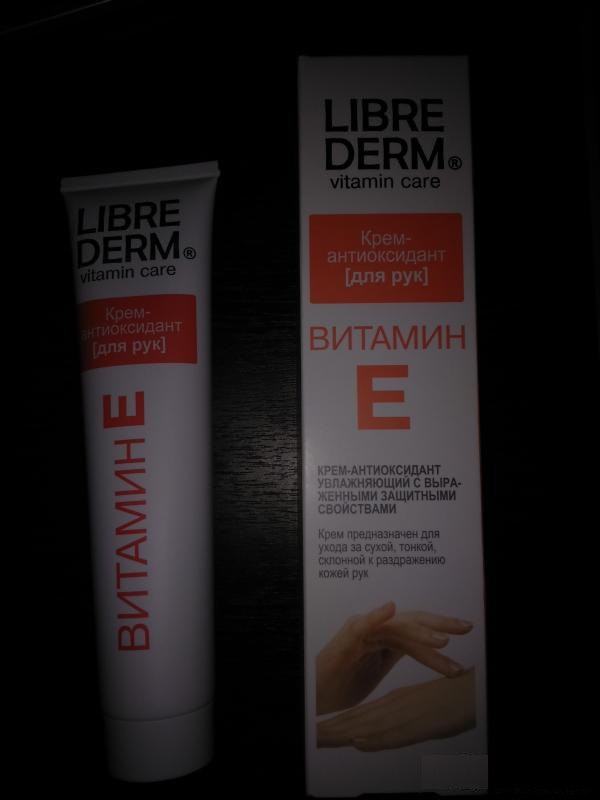 LIBRE
DERM®
vitamin care
Крем-
антиоксидант
[для рук]
ВИТАМИН E
LIBRE
DERM®
vitamin care
Крем-
антиоксидант
[для рук]
ВИТАМИН
E
КРЕМ-АНТИОКСИДАНТ
УВЛАЖНЯЮЩИЙ С ВЫРА-
ЖЕННЫМИ ЗАЩИТНЫМИ
СВОЙСТВАМИ
Крем предназначен для
ухода за сухой, тонкой,
склонной к раздражению
кожей рук